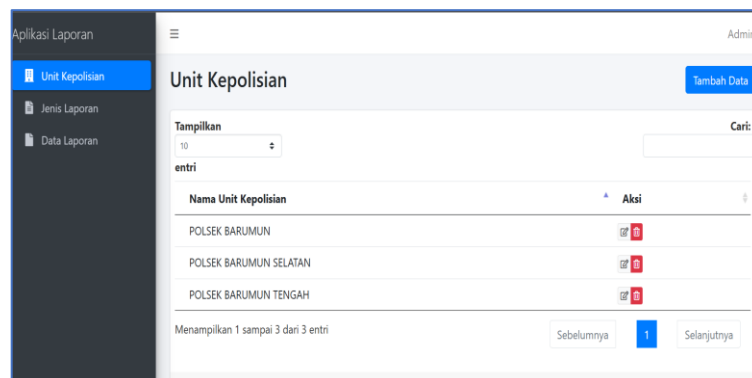 Aplikasi Laporan
Admin
Unit Kepolisian
Jenis Laporan
Data Laporan
Unit Kepolisian
Tambah Data
Tampilkan
10
entri
Cari:
Nama Unit Kepolisian Aksi
POLSEK BARUMUN
POLSEK BARUMUN SELATAN
POLSEK BARUMUN TENGAH
Menampilkan 1 sampai 3 dari 3 entri
Sebelumnya 1 Selanjutnya